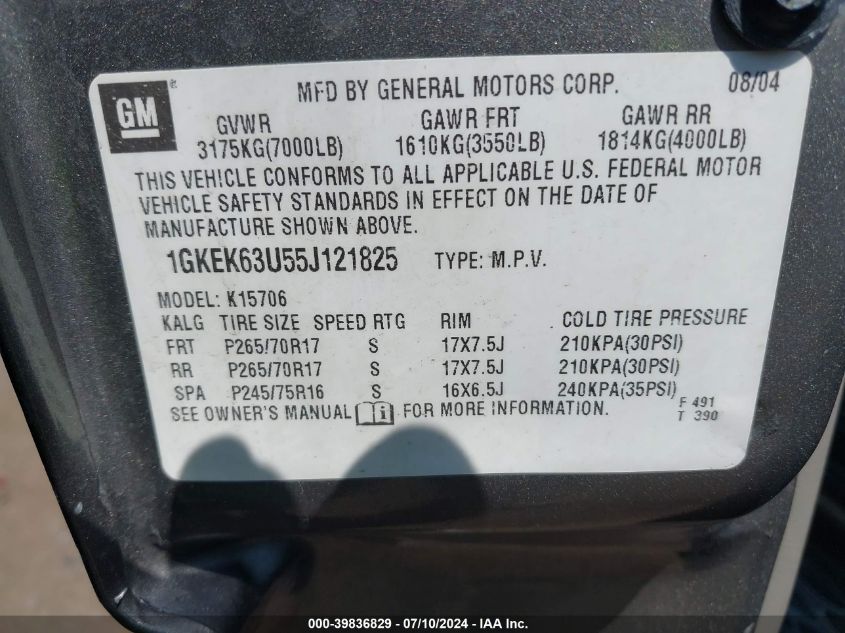 GM ®
MFD BY GENERAL MOTORS CORP. 08/04
GVWR GAWR FRT GAWR RR
3175KG(7000LB) 1610KG(3550LB) 1814KG(4000LB)
THIS VEHICLE CONFORMS TO ALL APPLICABLE U.S. FEDERAL MOTOR
VEHICLE SAFETY STANDARDS IN EFFECT ON THE DATE OF
MANUFACTURE SHOWN ABOVE.
1GKEK63U55J121825 TYPE: M.P.V.
MODEL: K15706
KALG TIRE SIZE SPEED RTG RIM COLD TIRE PRESSURE
FRT P265/70R17 S 17X7.5J 210KPA(30PSI)
RR P265/70R17 S 17X7.5J 210KPA(30PSI)
SPA P245/75R16 S 16X6.5J 240KPA(35PSI)
SEE OWNER'S MANUAL i FOR MORE INFORMATION. F 491
T 390
000-39836829 / 07/10/2024 - IAA Inc.